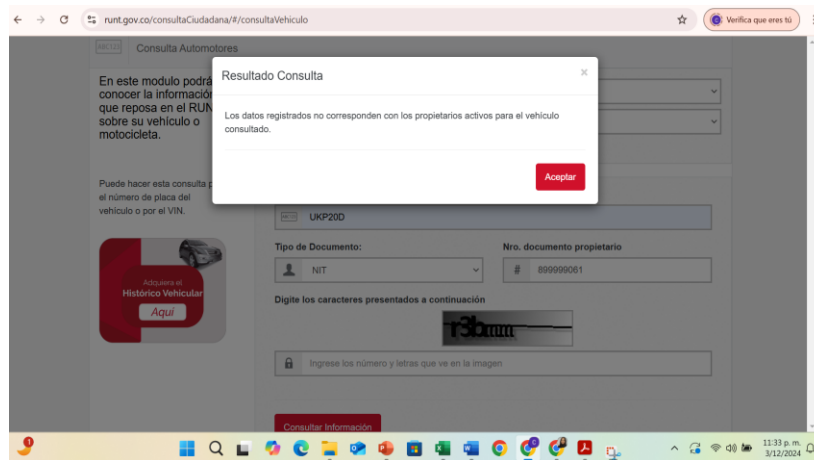 runt.gov.co/consultaCiudadana/#/consultaVehiculo
Verifica que eres tú
ABC123
Consulta Automotores
En este modulo podrá
conocer la información
que reposa en el RUN
sobre su vehículo o
motocicleta.
Puede hacer esta consulta p
el número de placa del
vehículo o por el VIN.
Adquiera el
Histórico Vehicular
Aquí
Resultado Consulta
×
Los datos registrados no corresponden con los propietarios activos para el vehículo
consultado.
Aceptar
UKP20D
Tipo de Documento:
Nro. documento propietario
NIT
# 899999061
Digite los caracteres presentados a continuación
r3bmm
Ingrese los número y letras que ve en la imagen
Consultar Información
11:33 p. m.
3/12/2024